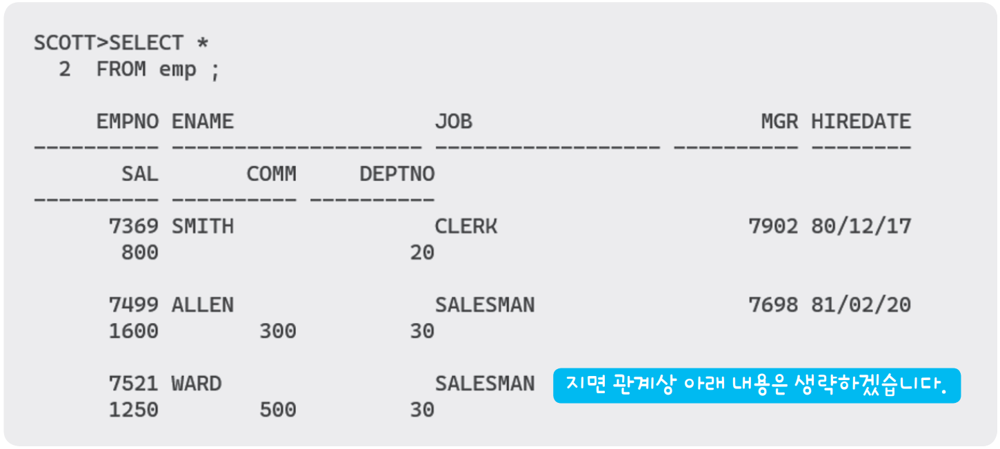 SCOTT>SELECT *
2 FROM emp ;
EMPNO ENAME JOB MGR HIREDATE
---------- -------------------- ------------------ ---------- --------
SAL COMM DEPTNO
---------- ---------- ----------
7369 SMITH CLERK 7902 80/12/17
800 20
7499 ALLEN SALESMAN 7698 81/02/20
1600 300 30
7521 WARD SALESMAN 지면 관계상 아래 내용은 생략하겠습니다.
1250 500 30